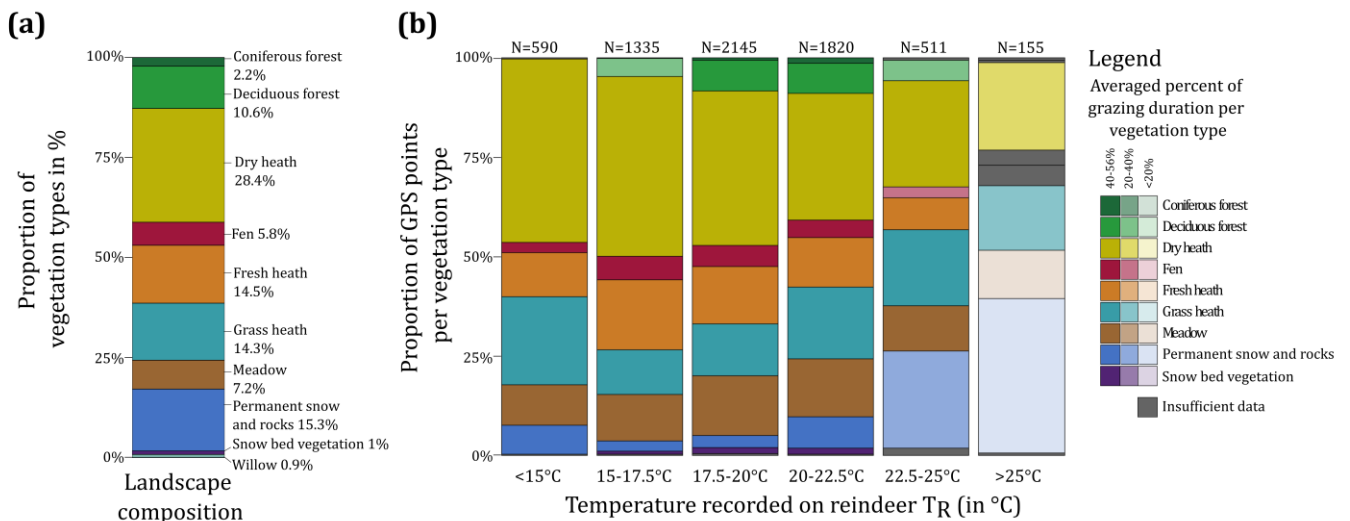 (a)
100%
75%
50%
25%
0%
Proportion of
vegetation types in %
Coniferous forest
2.2%
Deciduous forest
10.6%
Dry heath
28.4%
Fen 5.8%
Fresh heath
14.5%
Grass heath
14.3%
Meadow
7.2%
Permanent snow
and rocks 15.3%
Snow bed vegetation 1%
Willow 0.9%
Landscape
composition
(b)
N=590 N=1335 N=2145 N=1820 N=511 N=155
100%
75%
50%
25%
0%
Proportion of GPS points
per vegetation type
<15°C 15-17.5°C 17.5-20°C 20-22.5°C 22.5-25°C >25°C
Temperature recorded on reindeer TR (in °C)
Legend
Averaged percent of
grazing duration per
vegetation type
40-56%
20-40%
<20%
Coniferous forest
Deciduous forest
Dry heath
Fen
Fresh heath
Grass heath
Meadow
Permanent snow and rocks
Snow bed vegetation
Insufficient data